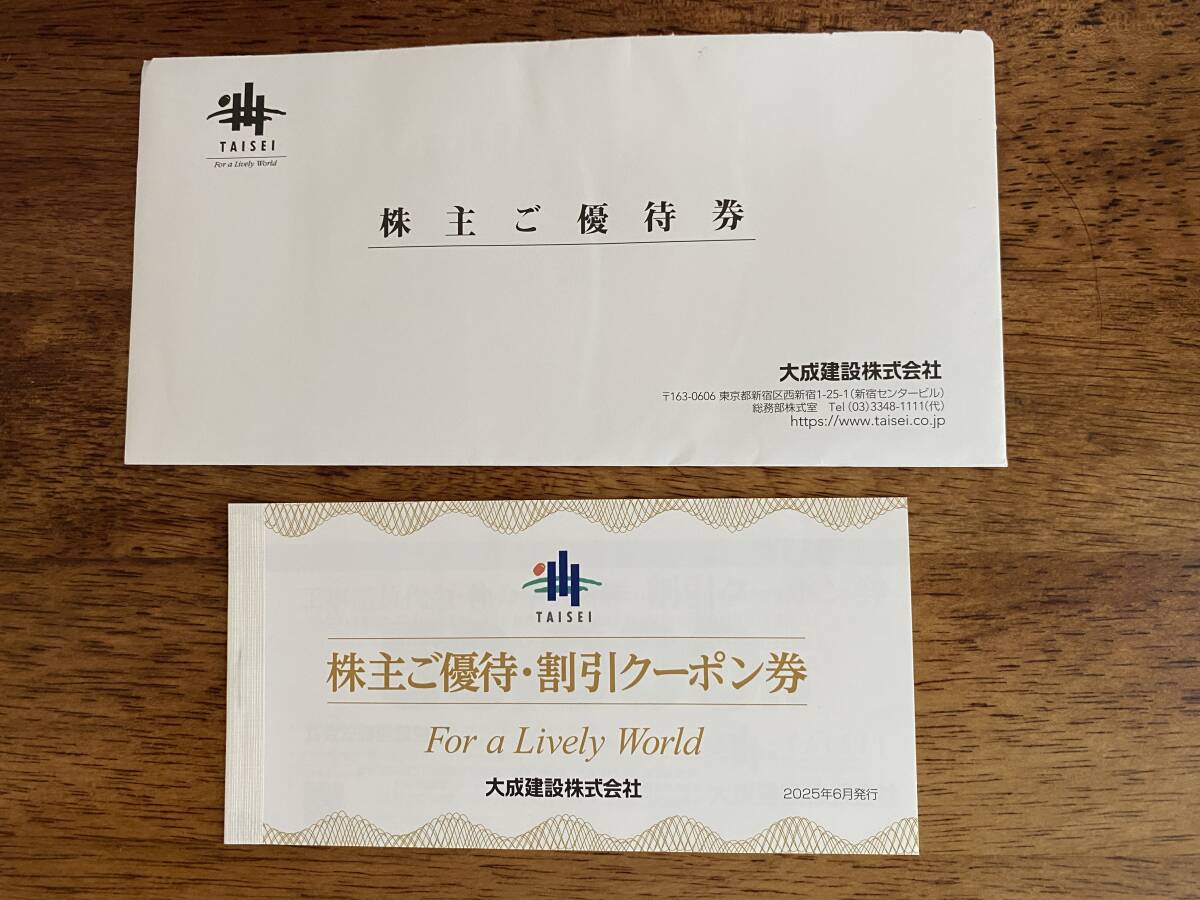 TAISEI
For a Lively World
株主ご優待券
大成建設株式会社
〒163-0606 東京都新宿区西新宿1-25-1(新宿センタービル)
総務部株式室 Tel (03)3348-1111(代)
https://www.taisei.co.jp
TAISEI
株主ご優待・割引クーポン券
For a Lively World
大成建設株式会社
2025年6月発行